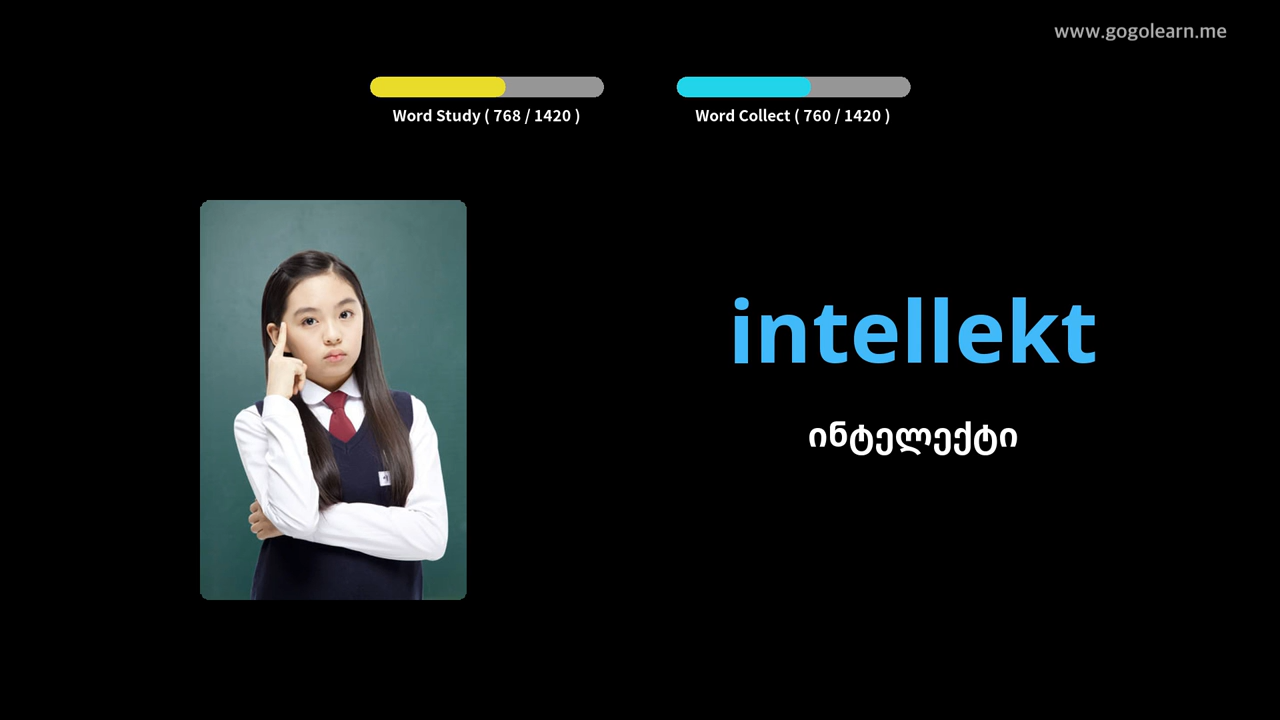 www.gogolearn.me
Word Study ( 768 / 1420 )
Word Collect ( 760 / 1420 )
intellekt
ინტელექტი